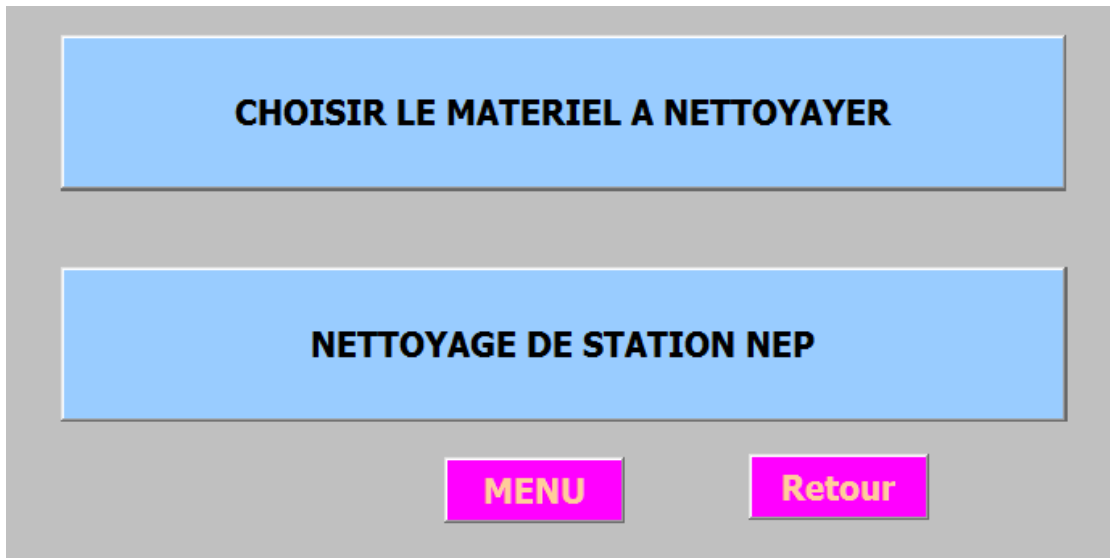 CHOISIR LE MATERIEL A NETTOYAYER
NETTOYAGE DE STATION NEP
MENU
Retour